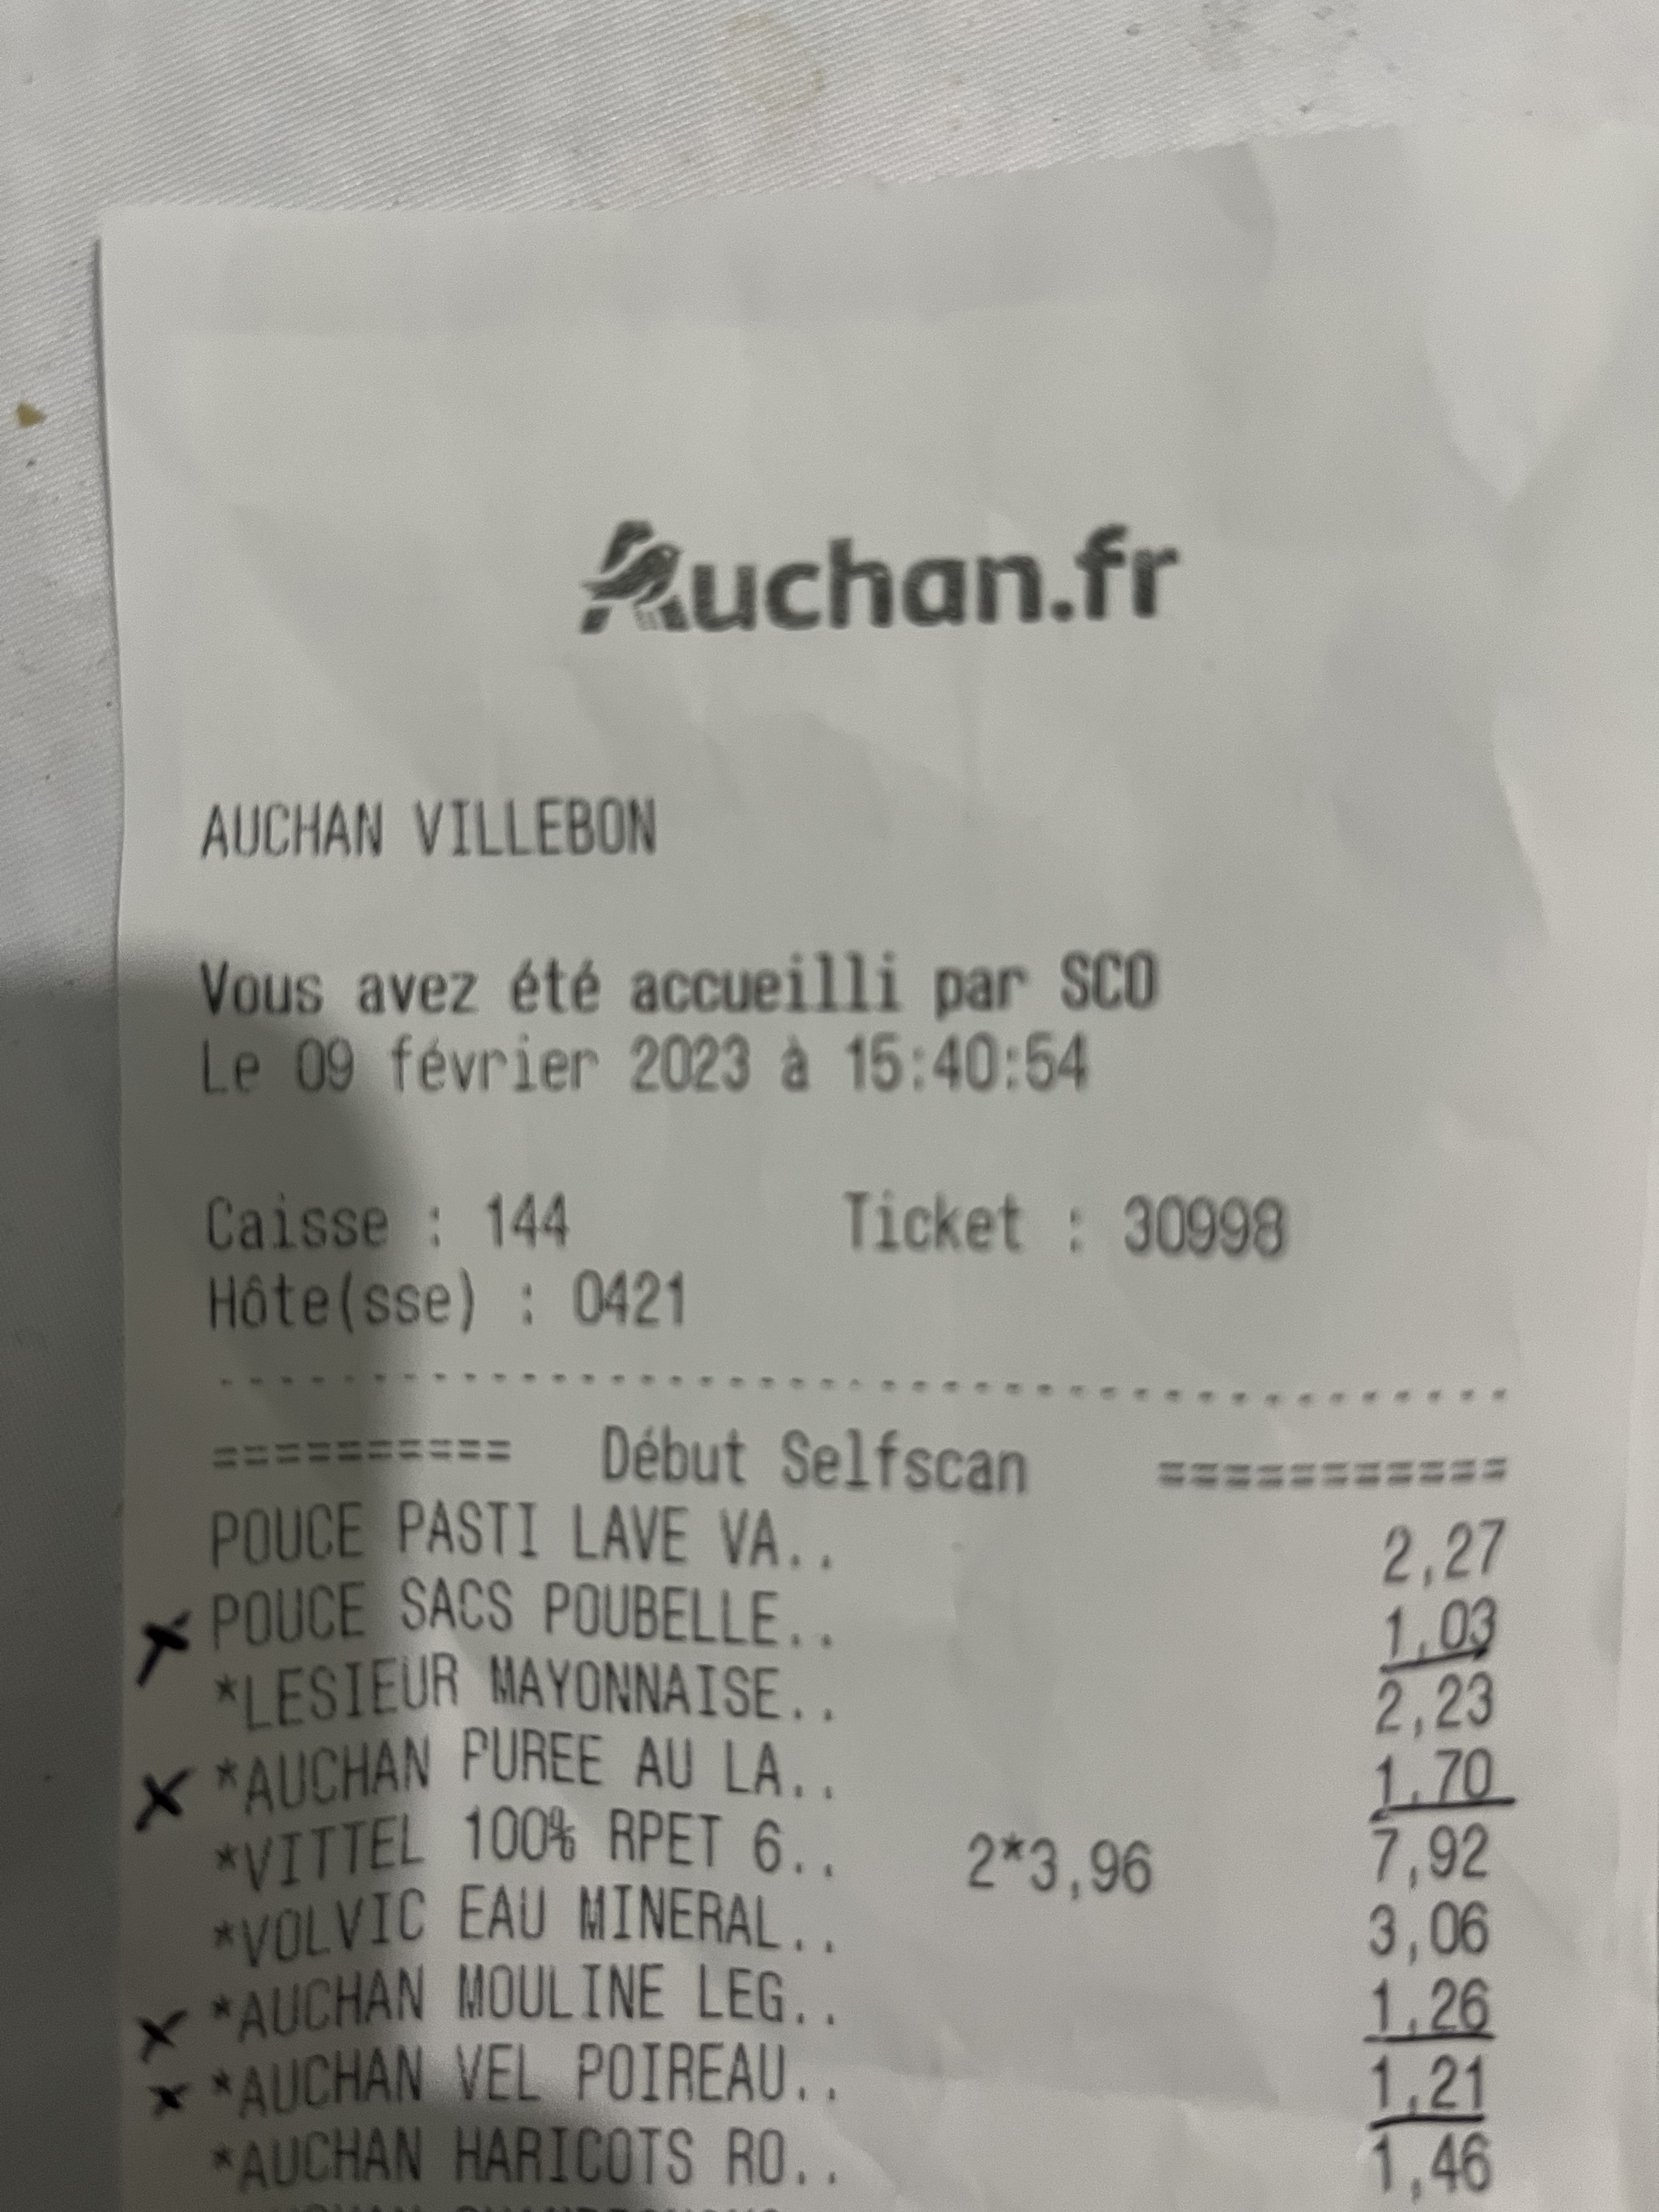 Auchan.fr
AUCHAN VILLEBON
Vous avez été accueilli par SCO
Le 09 février 2023 à 15:40:54
Caisse : 144 Ticket : 30998
Hôte(sse) : 0421
---------------------------------------------
========== Début Selfscan ===========
POUCE PASTI LAVE VA.. 2,27
x POUCE SACS POUBELLE.. 1,03
*LESIEUR MAYONNAISE.. 2,23
x *AUCHAN PUREE AU LA.. 1,70
*VITTEL 100% RPET 6.. 2*3,96 7,92
*VOLVIC EAU MINERAL.. 3,06
x *AUCHAN MOULINE LEG.. 1,26
x *AUCHAN VEL POIREAU.. 1,21
*AUCHAN HARICOTS RO.. 1,46